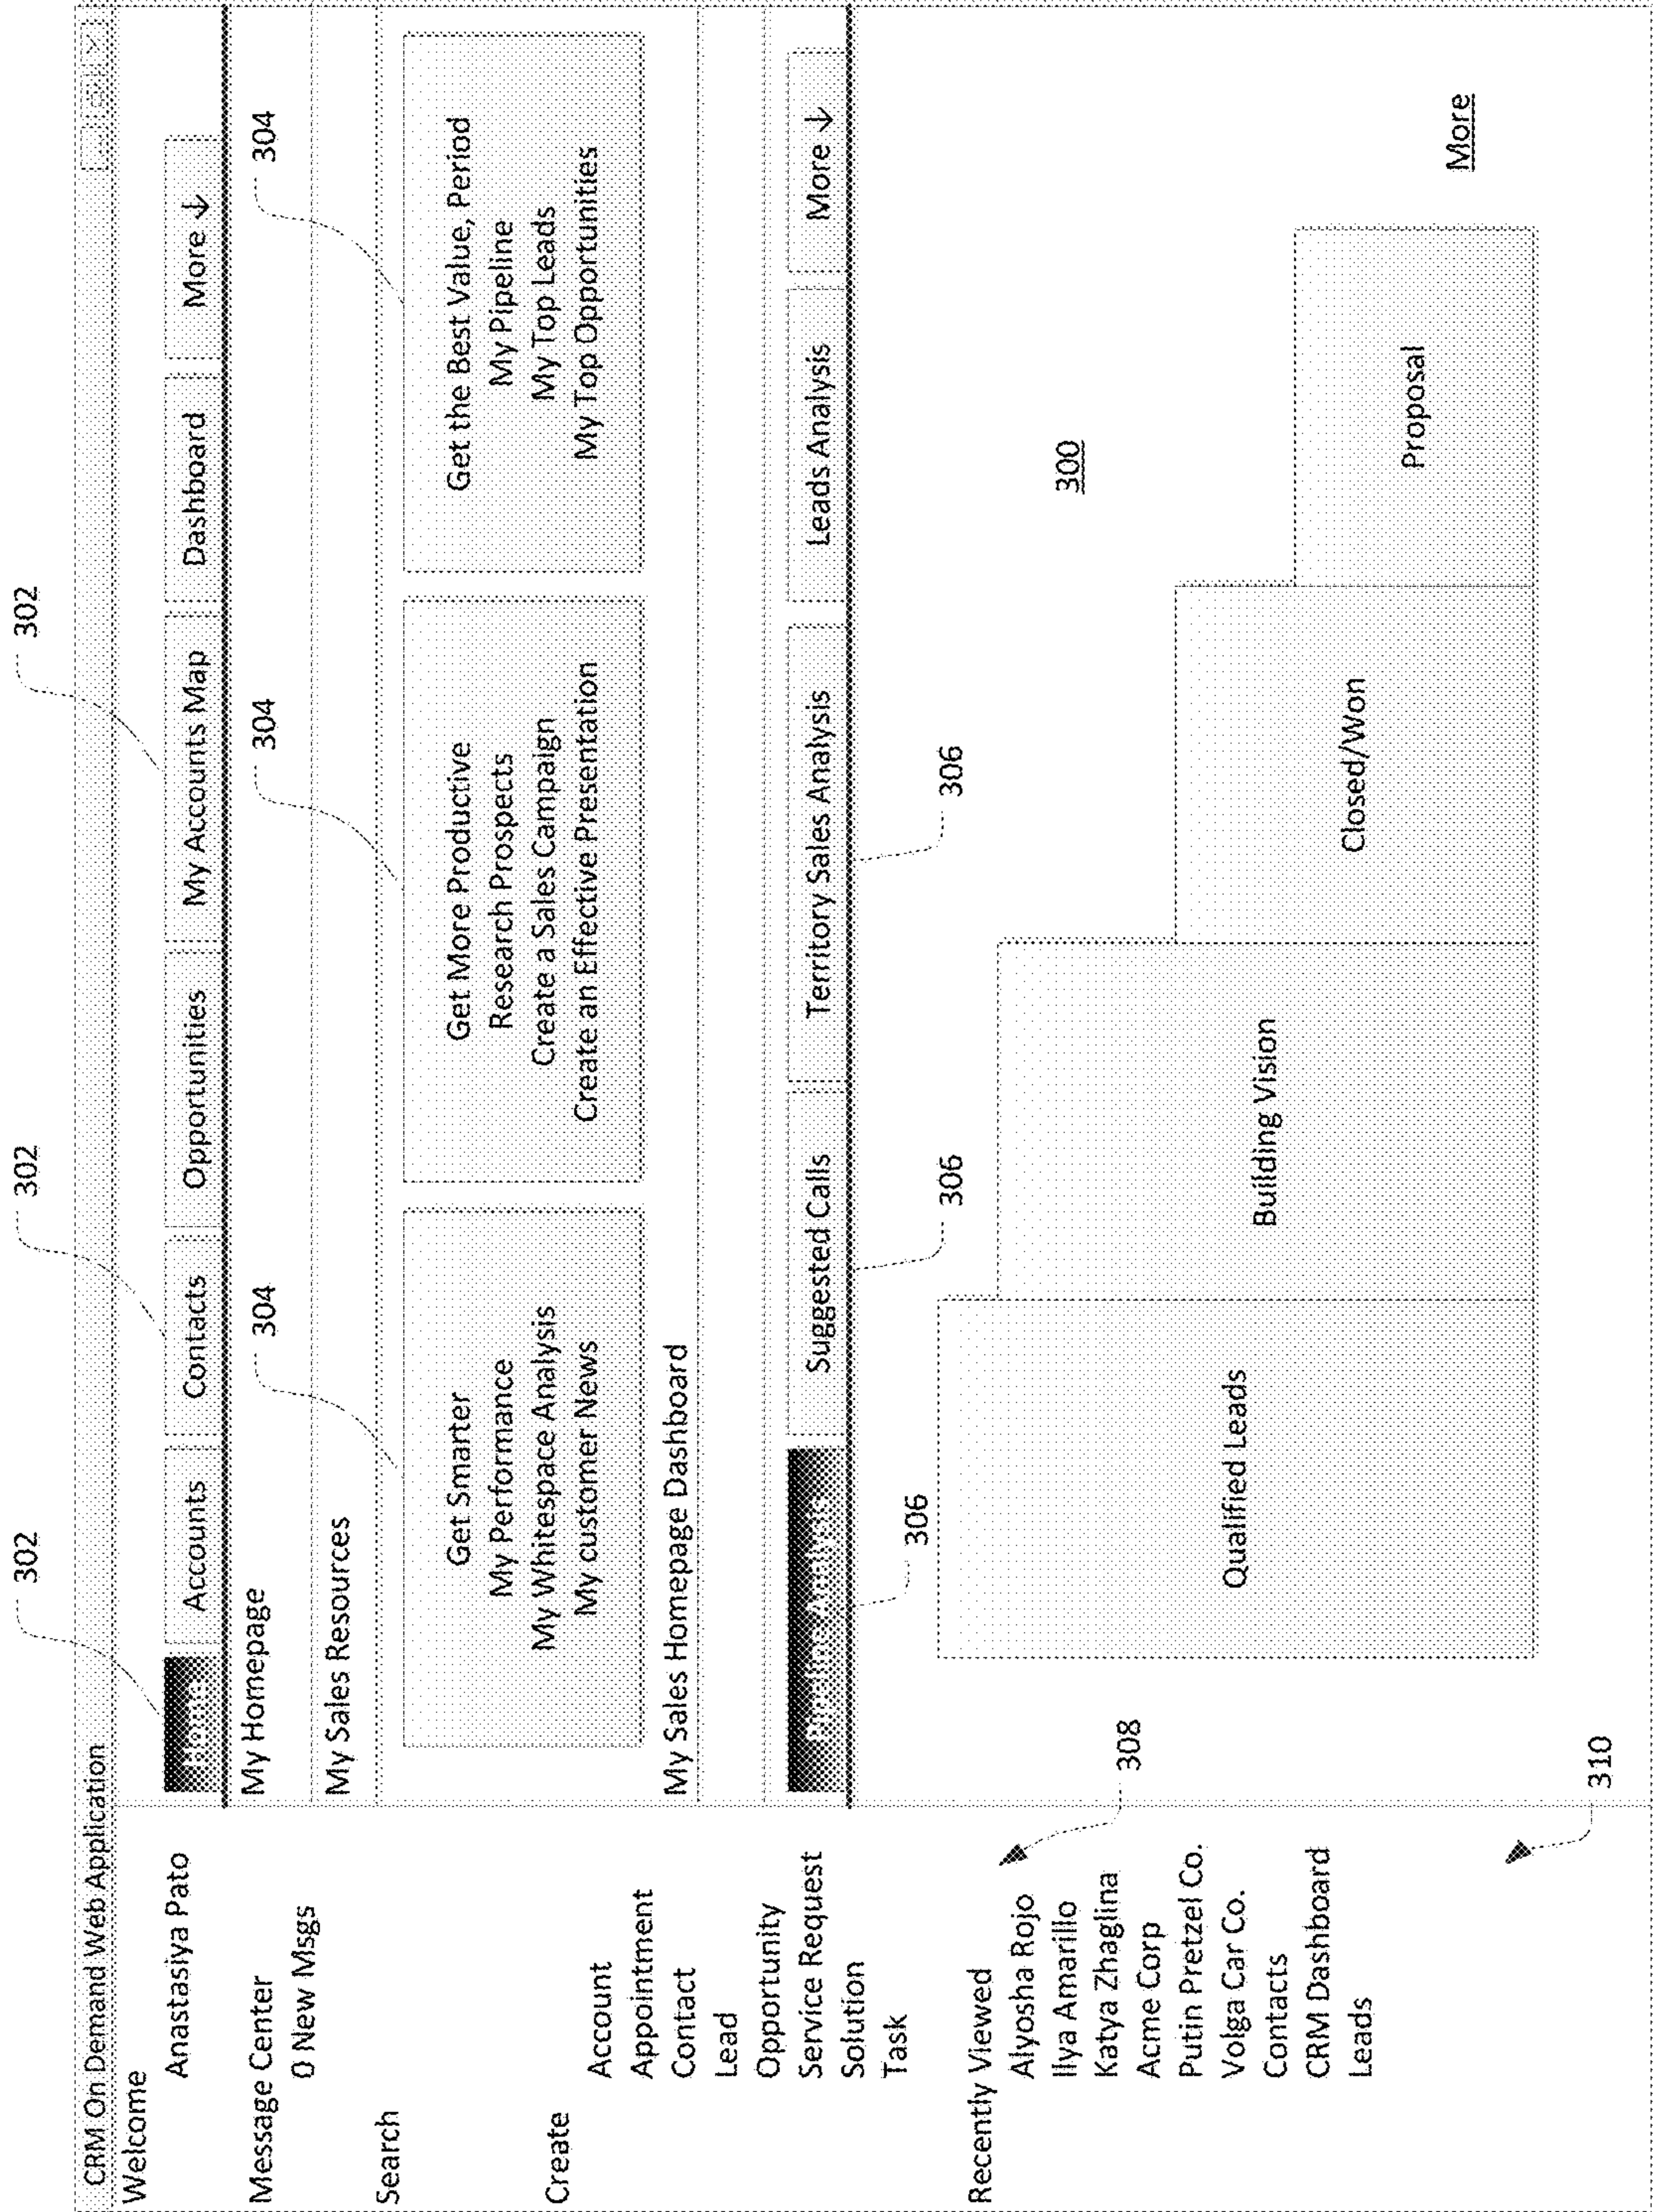 302
302
302
CRM On Demand Web Application
Welcome
Anastasiya Pato
Message Center
0 New Msgs
Search
Create
Account
Appointment
Contact
Lead
Opportunity
Service Request
Solution
Task
Recently Viewed
Alyosha Rojo
Ilya Amarillo
Katya Zhaglina
Acme Corp
Putin Pretzel Co.
Volga Car Co.
Contacts
CRM Dashboard
Leads
308
310
Accounts
Contacts
Opportunities
My Accounts Map
Dashboard
More ↓
My Homepage
304
304
304
My Sales Resources
Get Smarter
My Performance
My Whitespace Analysis
My customer News
Get More Productive
Research Prospects
Create a Sales Campaign
Create an Effective Presentation
Get the Best Value, Period
My Pipeline
My Top Leads
My Top Opportunities
My Sales Homepage Dashboard
Suggested Calls
Territory Sales Analysis
Leads Analysis
More ↓
306
306
306
300
Qualified Leads
Building Vision
Closed/Won
Proposal
More